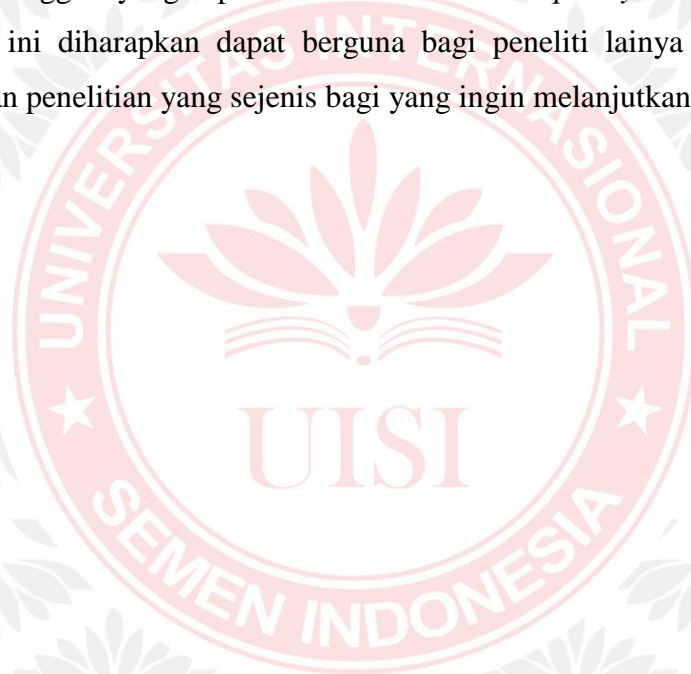 yang
ini diharapkan dapat berguna bagi peneliti lainya
penelitian yang sejenis bagi yang ingin melanjutkan
UNIVERSITAS INTERNASIONAL
UISI
SEMEN INDONESIA